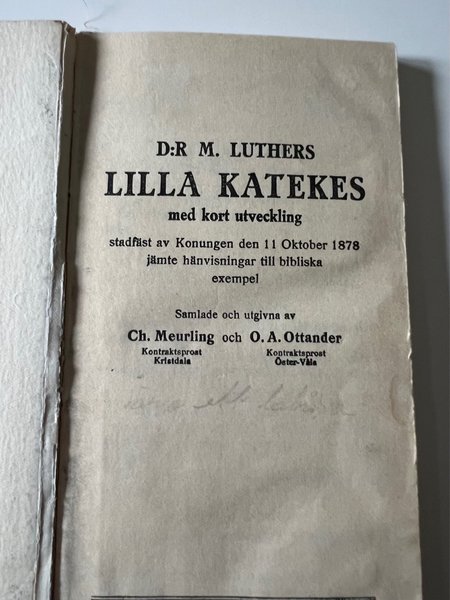 D:R M. LUTHERS
LILLA KATEKES
med kort utveckling
stadfäst av Konungen den 11 Oktober 1878
jämte hänvisningar till bibliska
exempel
Samlade och utgivna av
Ch. Meurling och O. A. Ottander
Kontraktsprost Kontraktsprost
Kristdala Öster-Våla